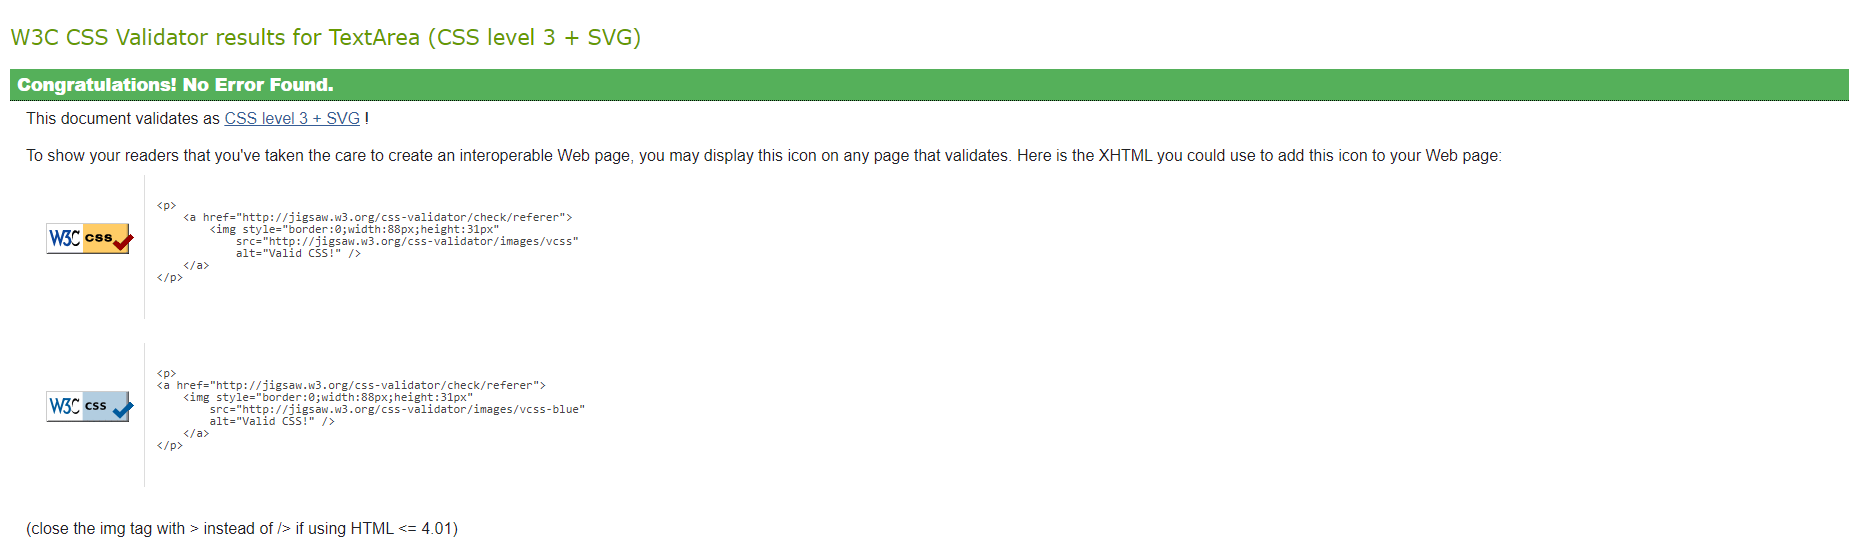 W3C CSS Validator results for TextArea (CSS level 3 + SVG)
Congratulations! No Error Found.
This document validates as CSS level 3 + SVG !
To show your readers that you've taken the care to create an interoperable Web page, you may display this icon on any page that validates. Here is the XHTML you could use to add this icon to your Web page:
<p>
<a href="http://jigsaw.w3.org/css-validator/check/referer">
<img style="border:0;width:88px;height:31px"
W3C css
src="http://jigsaw.w3.org/css-validator/images/vcss"
alt="Valid CSS!" />
</a>
</p>
<p>
<a href="http://jigsaw.w3.org/css-validator/check/referer">
<img style="border:0;width:88px;height:31px"
W3C css
src="http://jigsaw.w3.org/css-validator/images/vcss-blue"
alt="Valid CSS!" />
</a>
</p>
(close the img tag with > instead of /> if using HTML <= 4.01)